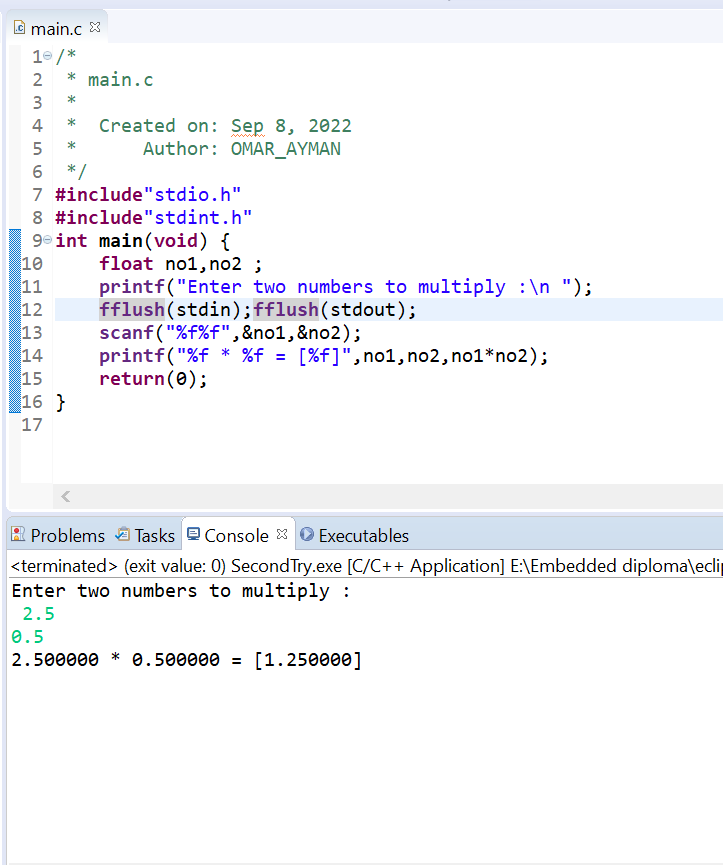 main.c
1 /*
2  * main.c
3  *
4  *  Created on: Sep 8, 2022
5  *      Author: OMAR_AYMAN
6  */
7 #include"stdio.h"
8 #include"stdint.h"
9 int main(void) {
10     float no1,no2 ;
11     printf("Enter two numbers to multiply :\n ");
12     fflush(stdin);fflush(stdout);
13     scanf("%f%f",&no1,&no2);
14     printf("%f * %f = [%f]",no1,no2,no1*no2);
15     return(0);
16 }
17
Problems Tasks Console Executables
<terminated> (exit value: 0) SecondTry.exe [C/C++ Application] E:\Embedded diploma\eclip
Enter two numbers to multiply :
 2.5
0.5
2.500000 * 0.500000 = [1.250000]